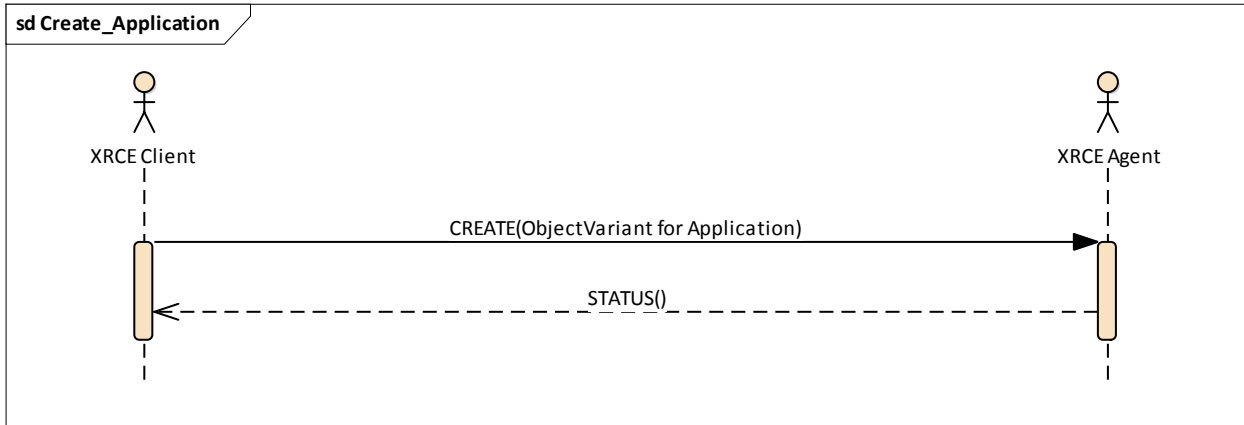 sd Create_Application
XRCE Client
XRCE Agent
CREATE(ObjectVariant for Application)
STATUS()